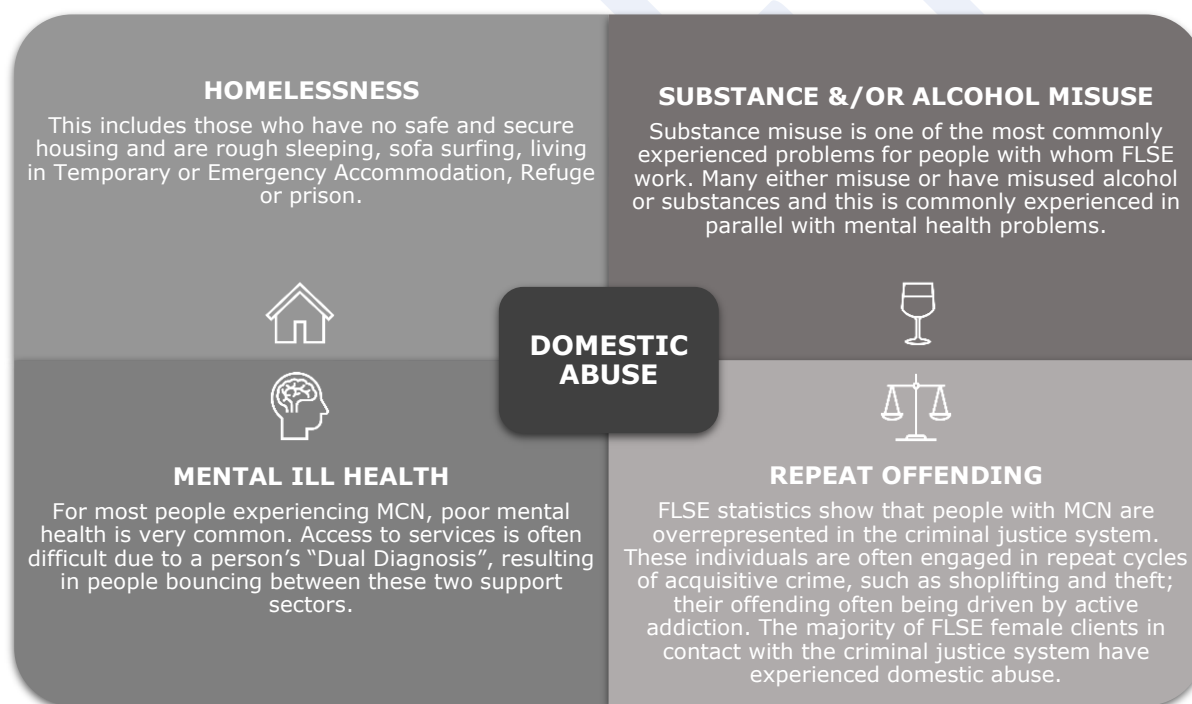 HOMELESSNESS
This includes those who have no safe and secure
housing and are rough sleeping, sofa surfing, living
in Temporary or Emergency Accommodation, Refuge
or prison.
SUBSTANCE &/OR ALCOHOL MISUSE
Substance misuse is one of the most commonly
experienced problems for people with whom FLSE
work. Many either misuse or have misused alcohol
or substances and this is commonly experienced in
parallel with mental health problems.
DOMESTIC
ABUSE
MENTAL ILL HEALTH
For most people experiencing MCN, poor mental
health is very common. Access to services is often
difficult due to a person’s “Dual Diagnosis”, resulting
in people bouncing between these two support
sectors.
REPEAT OFFENDING
FLSE statistics show that people with MCN are
overrepresented in the criminal justice system.
These individuals are often engaged in repeat cycles
of acquisitive crime, such as shoplifting and theft;
their offending often being driven by active
addiction. The majority of FLSE female clients in
contact with the criminal justice system have
experienced domestic abuse.